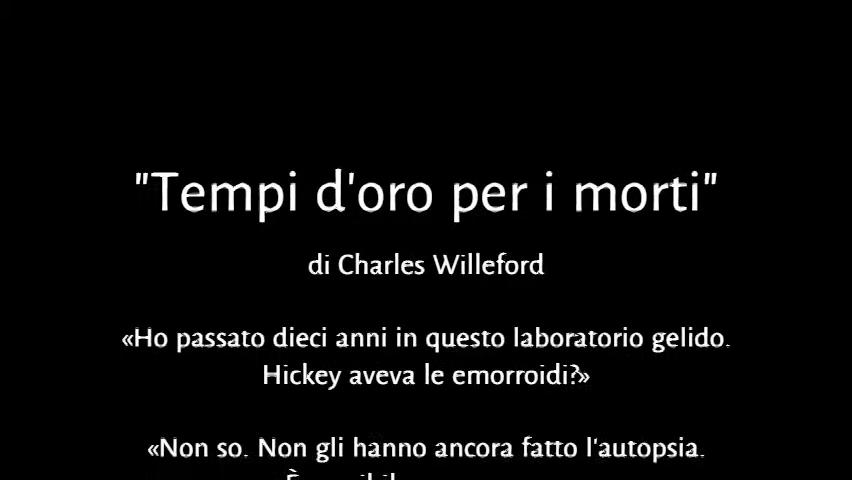 "Tempi d'oro per i morti"
di Charles Willeford
«Ho passato dieci anni in questo laboratorio gelido.
Hickey aveva le emorroidi?»
«Non so. Non gli hanno ancora fatto l'autopsia.
È